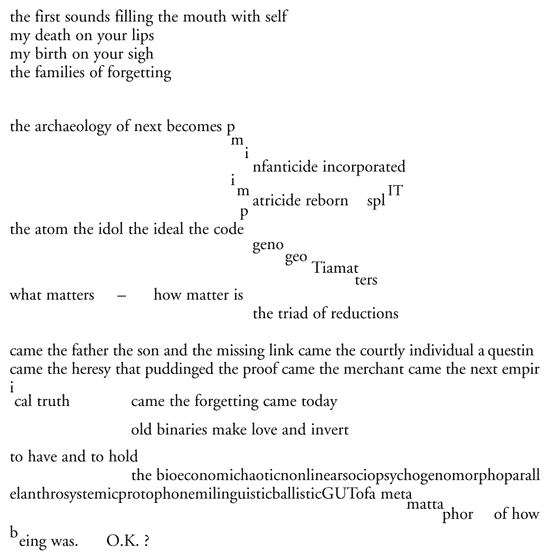 the first sounds filling the mouth with self
my death on your lips
my birth on your sigh
the families of forgetting
the archaeology of next becomes p
m
i
nfanticide incorporated
i
m
atricide reborn spl IT
p
the atom the idol the ideal the code
geno
geo
Tiamat
ters
what matters – how matter is
the triad of reductions
came the father the son and the missing link came the courtly individual a questin
came the heresy that puddinged the proof came the merchant came the next empir
i
cal truth came the forgetting came today
old binaries make love and invert
to have and to hold
the bioeconomichaoticnonlinearsociopsychogenomorphoparall
elanthrosystemicprotophonemilinguisticballisticGUTofa meta
matta
phor of how
b
eing was. O.K. ?